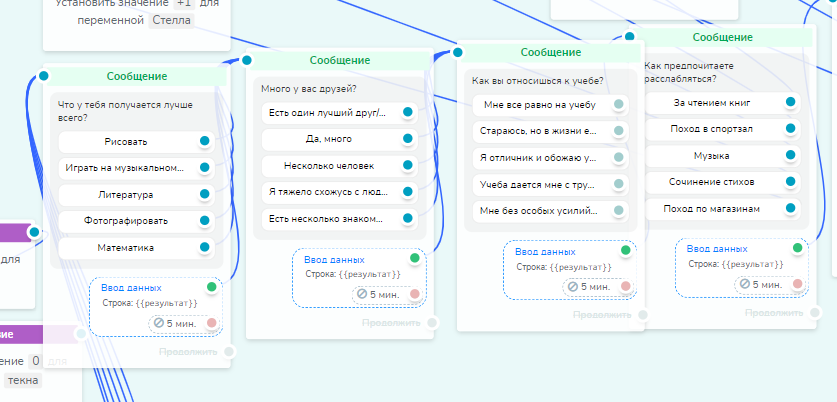 Установить значение +1 для
переменной Стелла
Сообщение
Что у тебя получается лучше
всего?
Рисовать
Играть на музыкальном...
Литература
Фотографировать
Математика
Ввод данных
Строка: {{результат}}
5 мин.
Продолжить
Сообщение
Много у вас друзей?
Есть один лучший друг/...
Да, много
Несколько человек
Я тяжело схожусь с люд...
Есть несколько знаком...
Ввод данных
Строка: {{результат}}
5 мин.
Продолжить
Сообщение
Как вы относишься к учебе?
Мне все равно на учебу
Стараюсь, но в жизни е...
Я отличник и обожаю у...
Учеба дается мне с тру...
Мне без особых усилий...
Ввод данных
Строка: {{результат}}
5 мин.
Продолжить
Сообщение
Как предпочитаете
расслабляться?
За чтением книг
Поход в спортзал
Музыка
Сочинение стихов
Поход по магазинам
Ввод данных
Строка: {{результат}}
5 мин.
Продолжить
для
вие
ение 0 для
текна